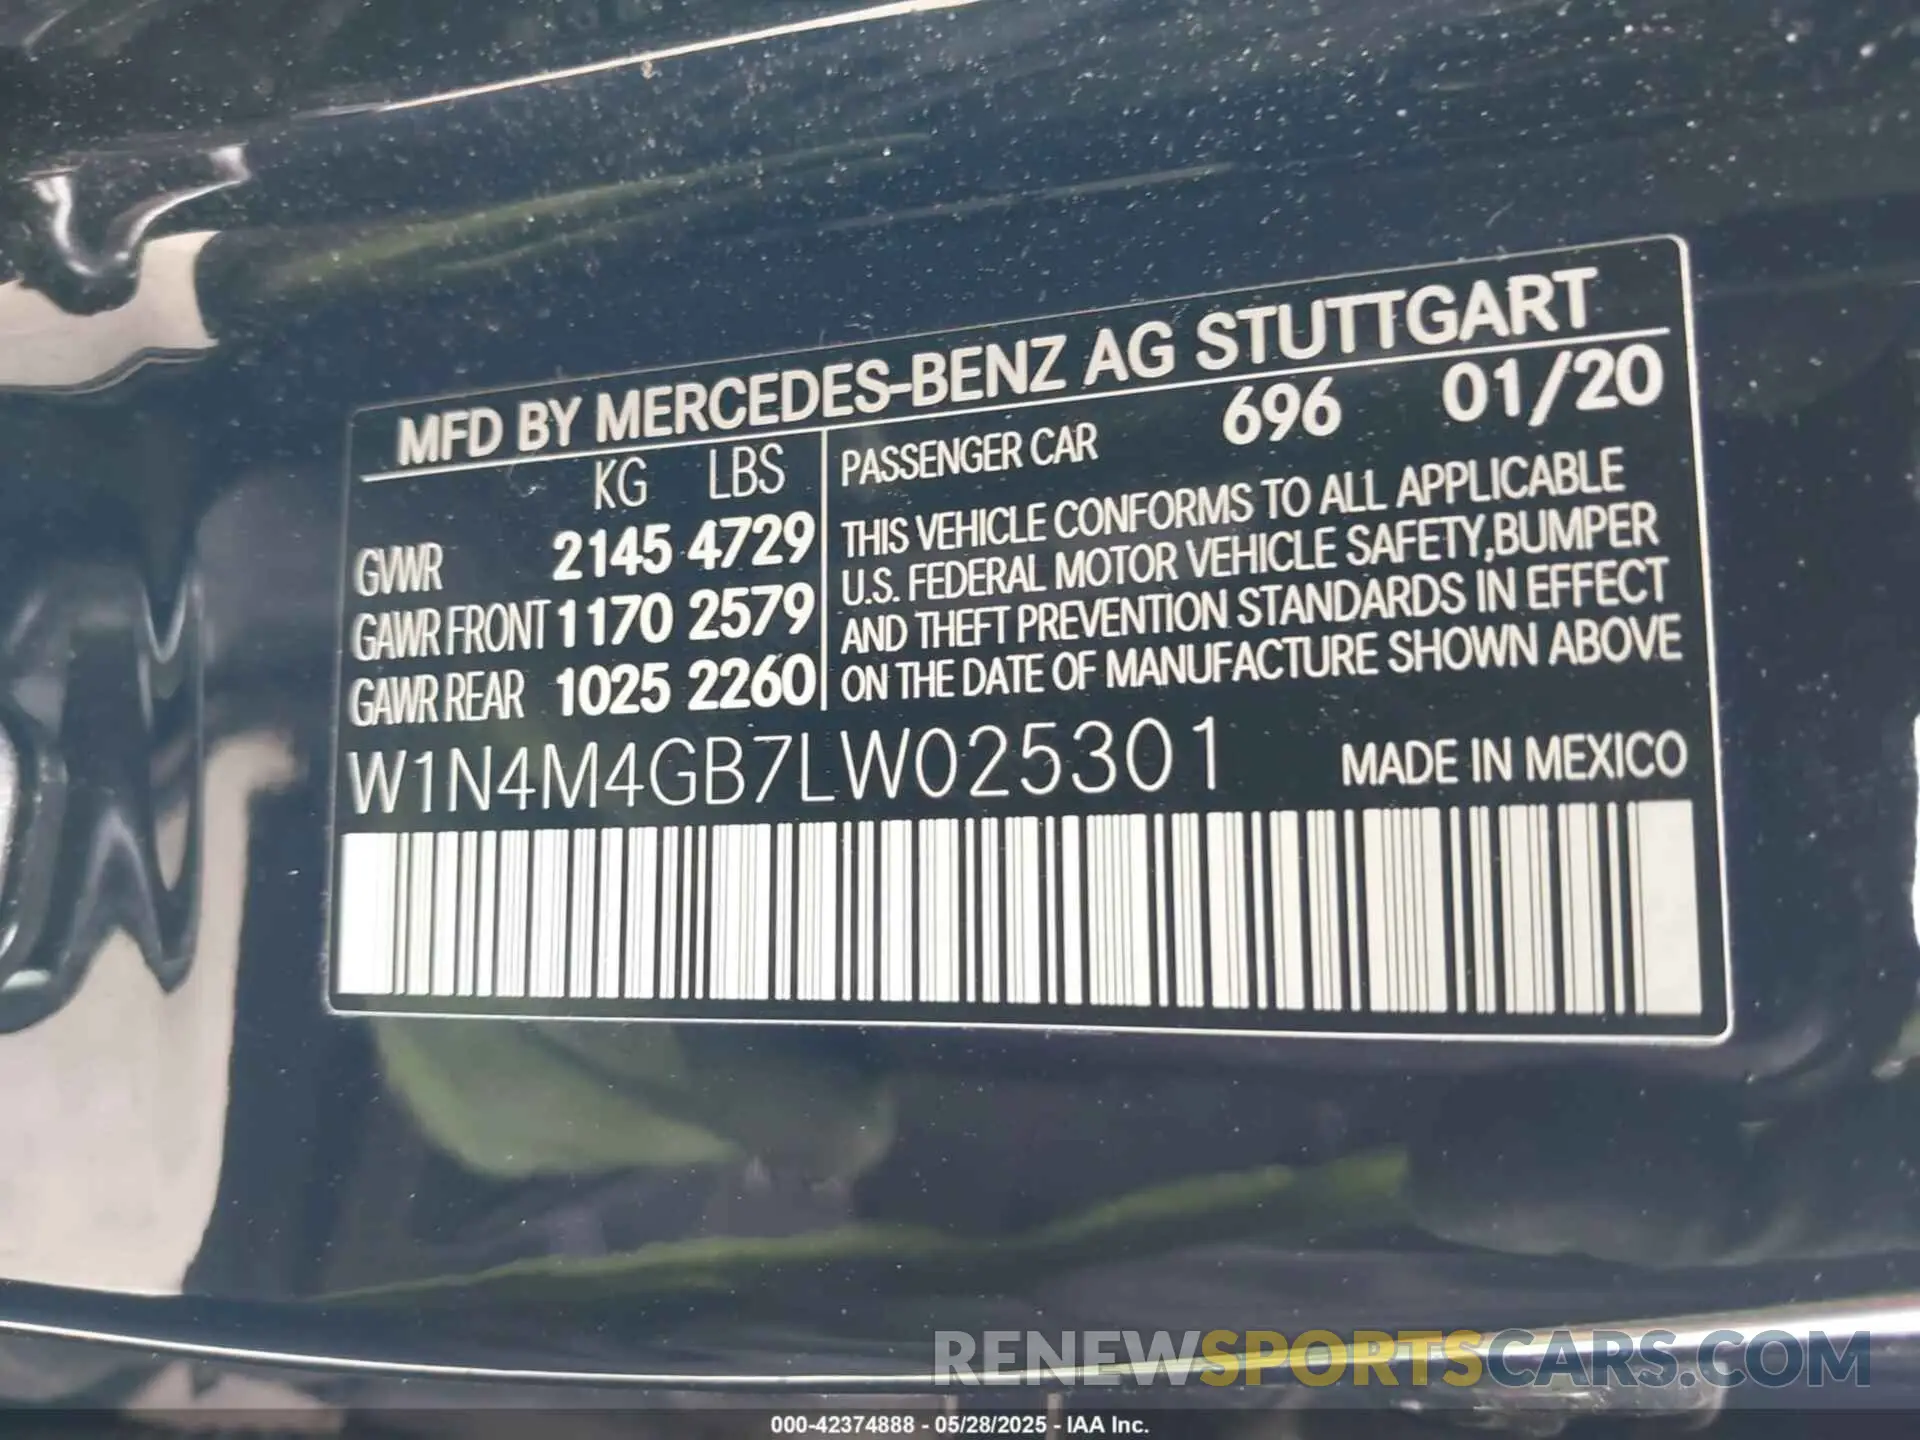 MFD BY MERCEDES-BENZ AG STUTTGART
KG LBS
GVWR 2145 4729
GAWR FRONT 1170 2579
GAWR REAR 1025 2260
PASSENGER CAR 696 01/20
THIS VEHICLE CONFORMS TO ALL APPLICABLE
U.S. FEDERAL MOTOR VEHICLE SAFETY,BUMPER
AND THEFT PREVENTION STANDARDS IN EFFECT
ON THE DATE OF MANUFACTURE SHOWN ABOVE
W1N4M4GB7LW025301 MADE IN MEXICO
RENEWSPORTSCARS.COM
000-42374888 - 05/28/2025 - IAA Inc.